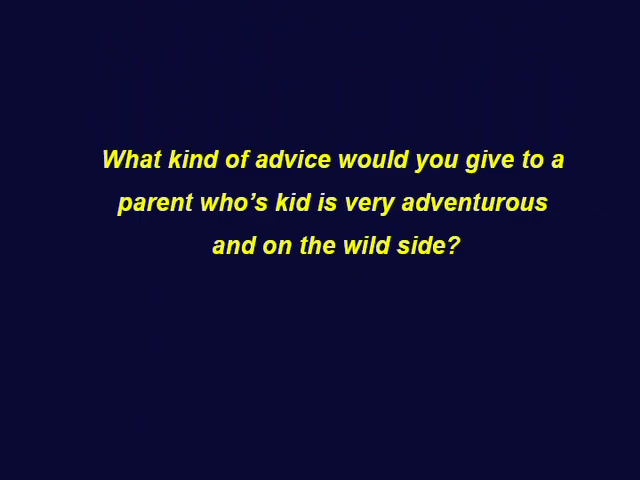 What kind of advice would you give to a
parent who’s kid is very adventurous
and on the wild side?